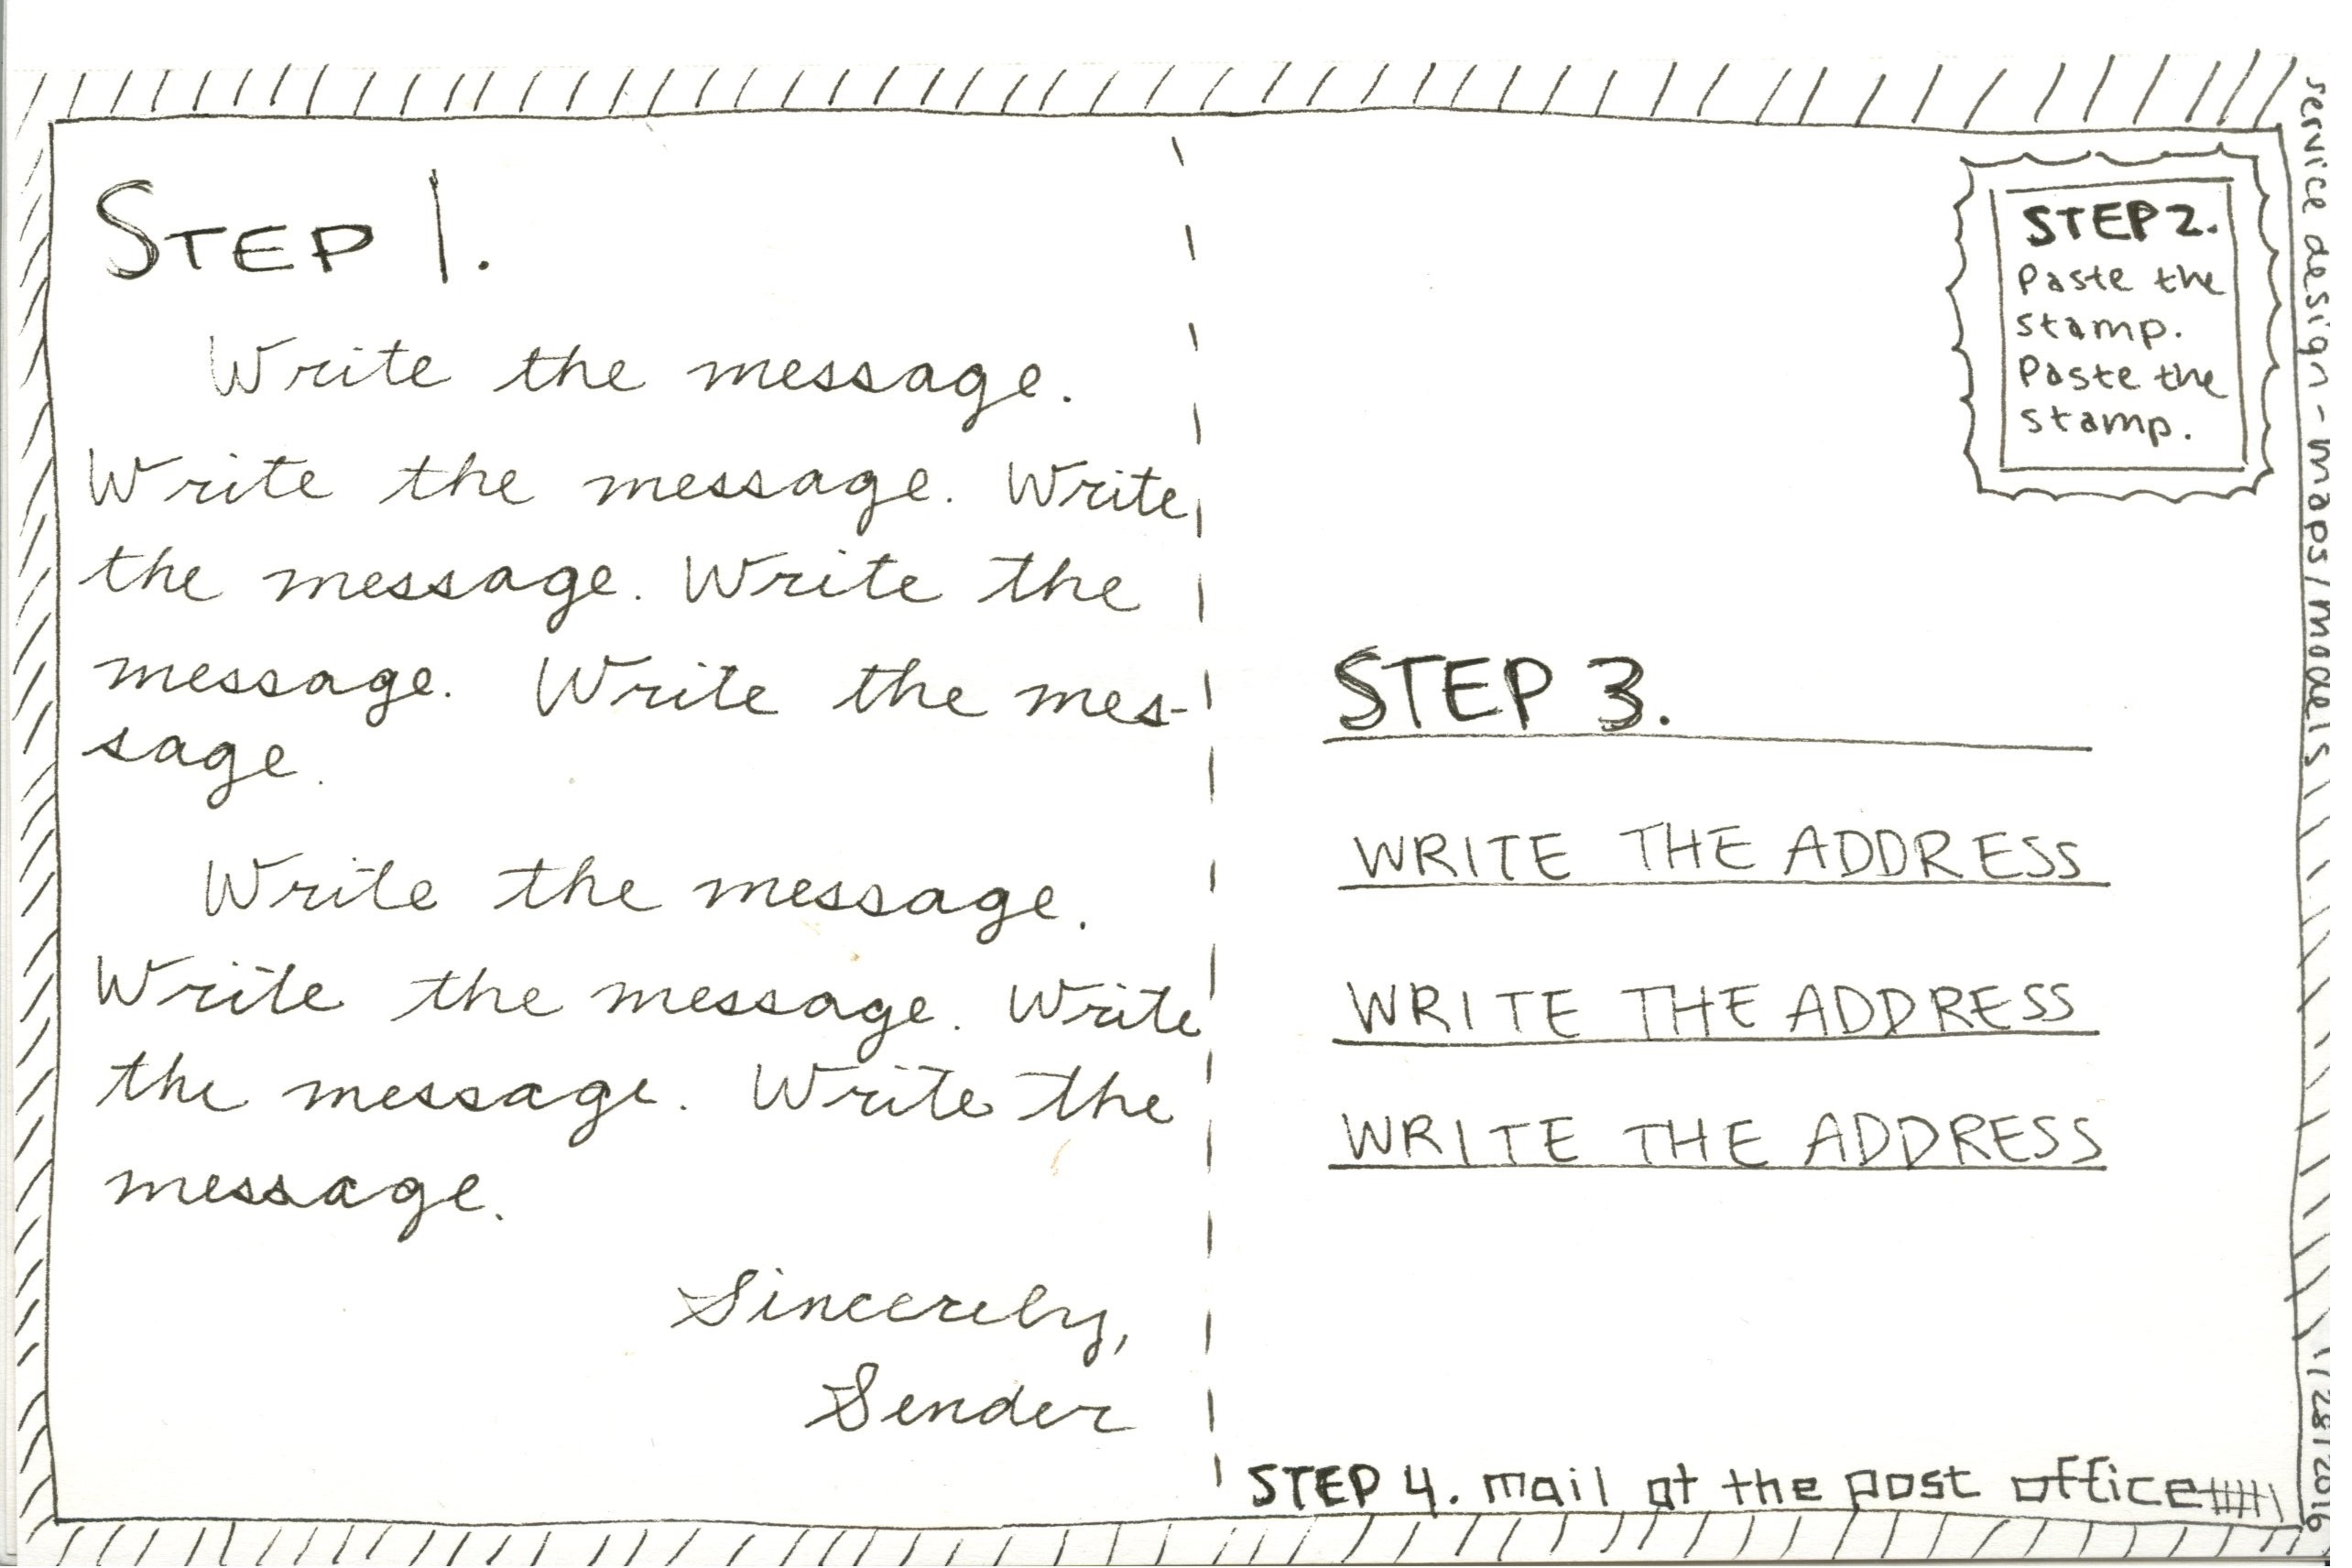 STEP 1.
Write the message.
Write the message. Write
the message. Write the
message. Write the mes-
sage.
Write the message.
Write the message. Write
the message. Write the
message.
Sincerely,
Sender
STEP 2.
Paste the
stamp.
Paste the
stamp.
STEP 3.
WRITE THE ADDRESS
WRITE THE ADDRESS
WRITE THE ADDRESS
STEP 4. mail at the post office
service design - maps/models
1/28/2016